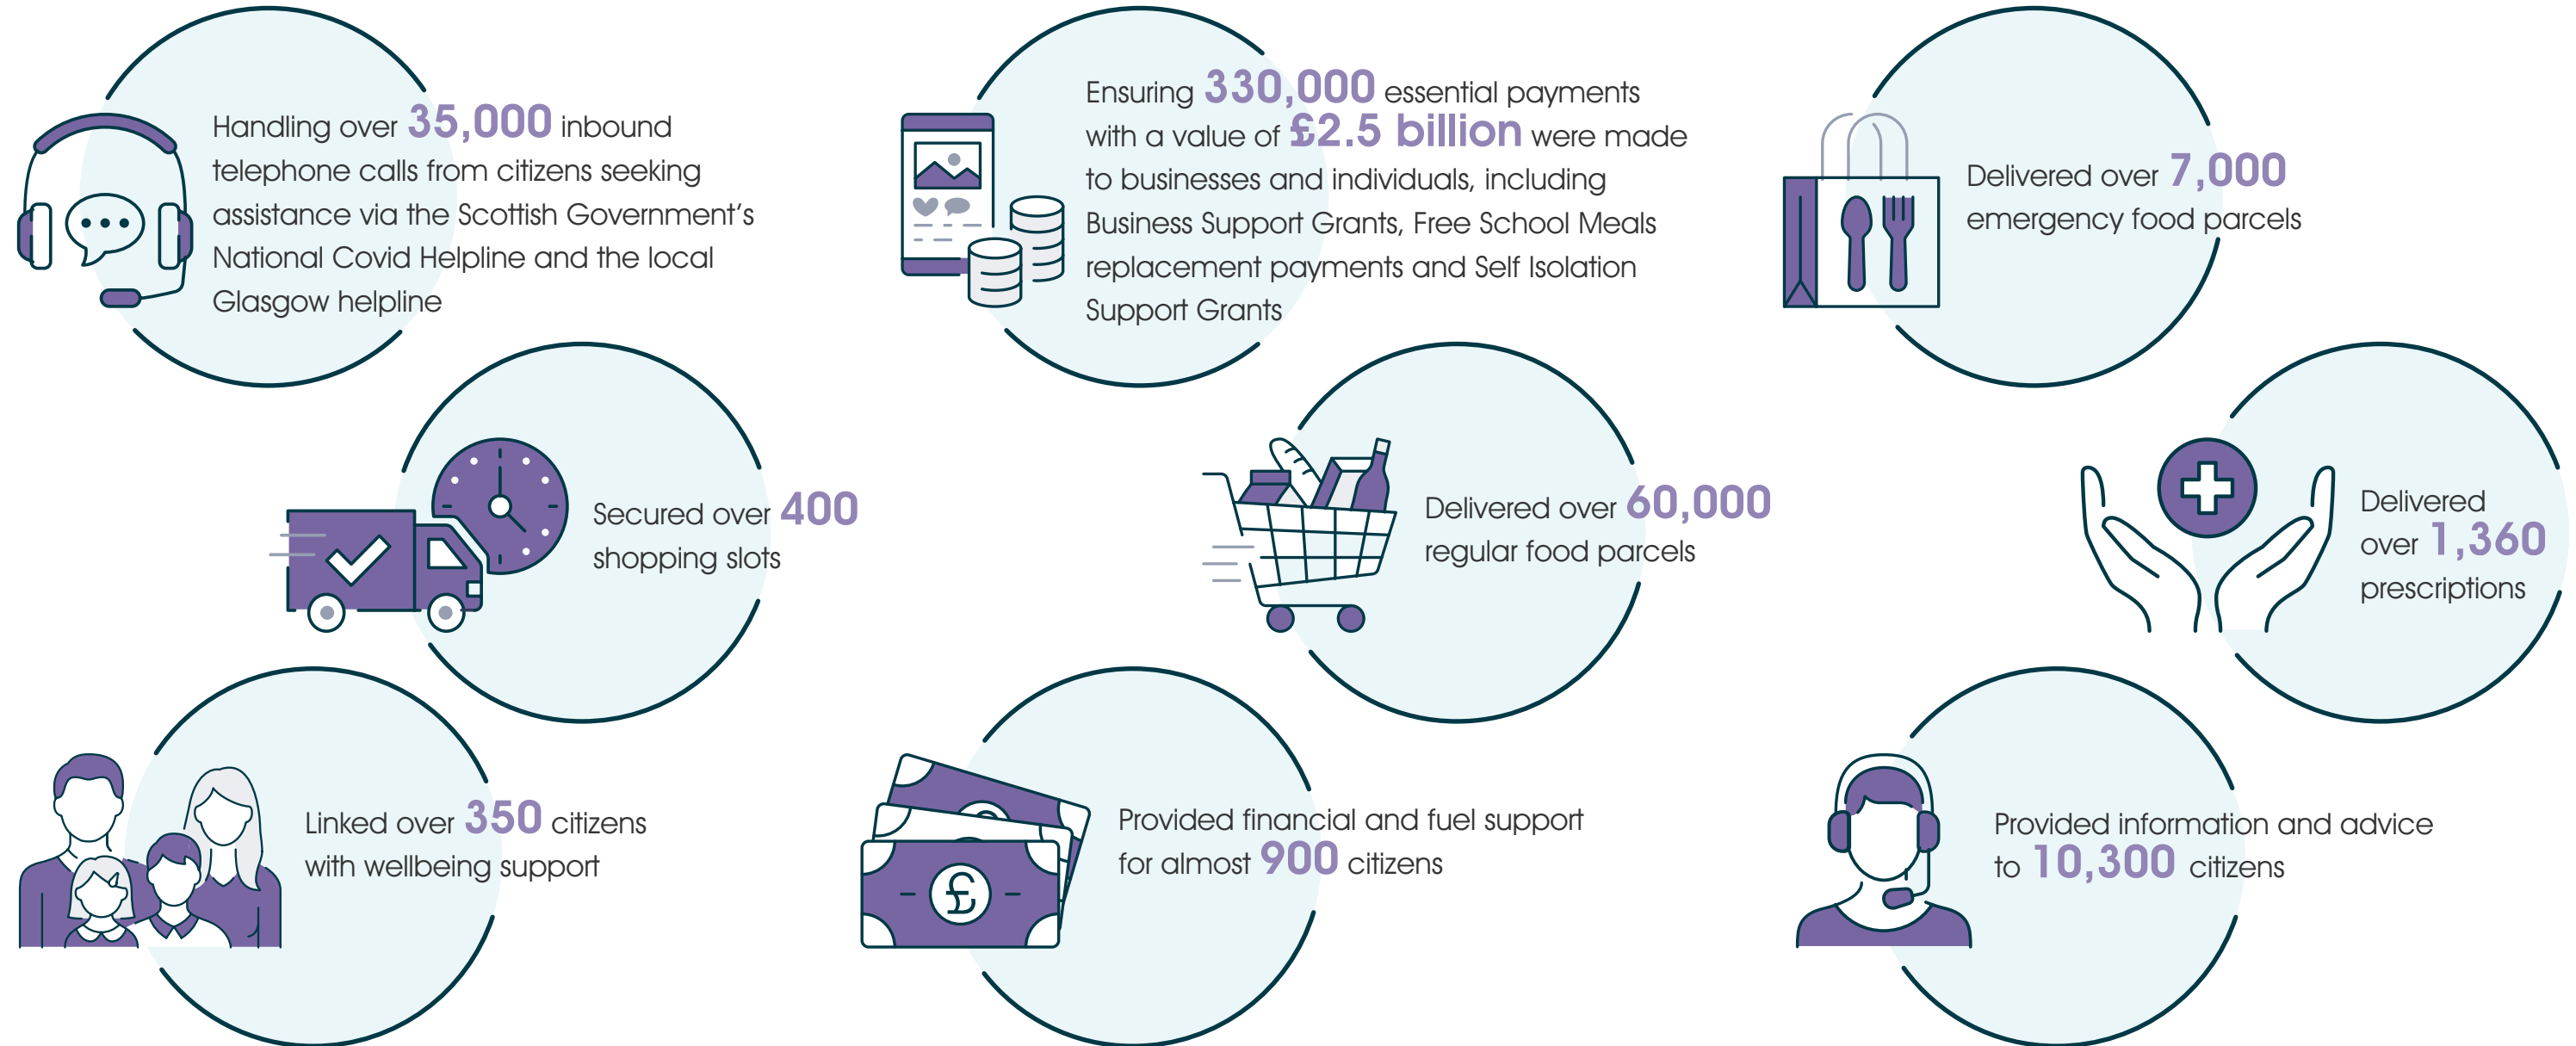 Handling over 35,000 inbound
telephone calls from citizens seeking
assistance via the Scottish Government's
National Covid Helpline and the local
Glasgow helpline
Ensuring 330,000 essential payments
with a value of £2.5 billion were made
to businesses and individuals, including
Business Support Grants, Free School Meals
replacement payments and Self Isolation
Support Grants
Delivered over 7,000
emergency food parcels
Secured over 400
shopping slots
Delivered over 60,000
regular food parcels
Delivered
over 1,360
prescriptions
Linked over 350 citizens
with wellbeing support
£
Provided financial and fuel support
for almost 900 citizens
Provided information and advice
to 10,300 citizens